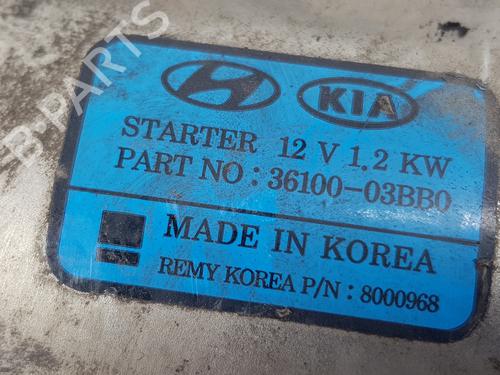 B-PARTS
KIA
STARTER 12 V 1.2 KW
PART NO : 36100-03BB0
MADE IN KOREA
REMY KOREA P/N : 8000968